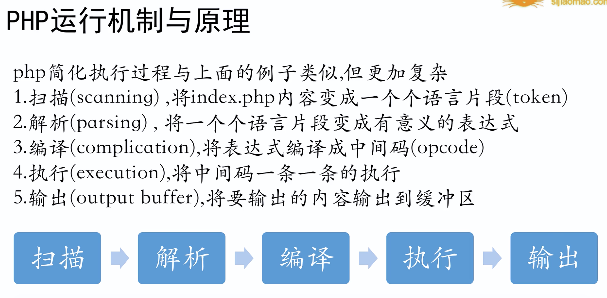 sijiaomao.com
PHP运行机制与原理
php简化执行过程与上面的例子类似,但更加复杂
1.扫描(scanning) ,将index.php内容变成一个个语言片段(token)
2.解析(parsing) , 将一个个语言片段变成有意义的表达式
3.编译(complication),将表达式编译成中间码(opcode)
4.执行(execution),将中间码一条一条的执行
5.输出(output buffer),将要输出的内容输出到缓冲区
扫描 解析 编译 执行 输出